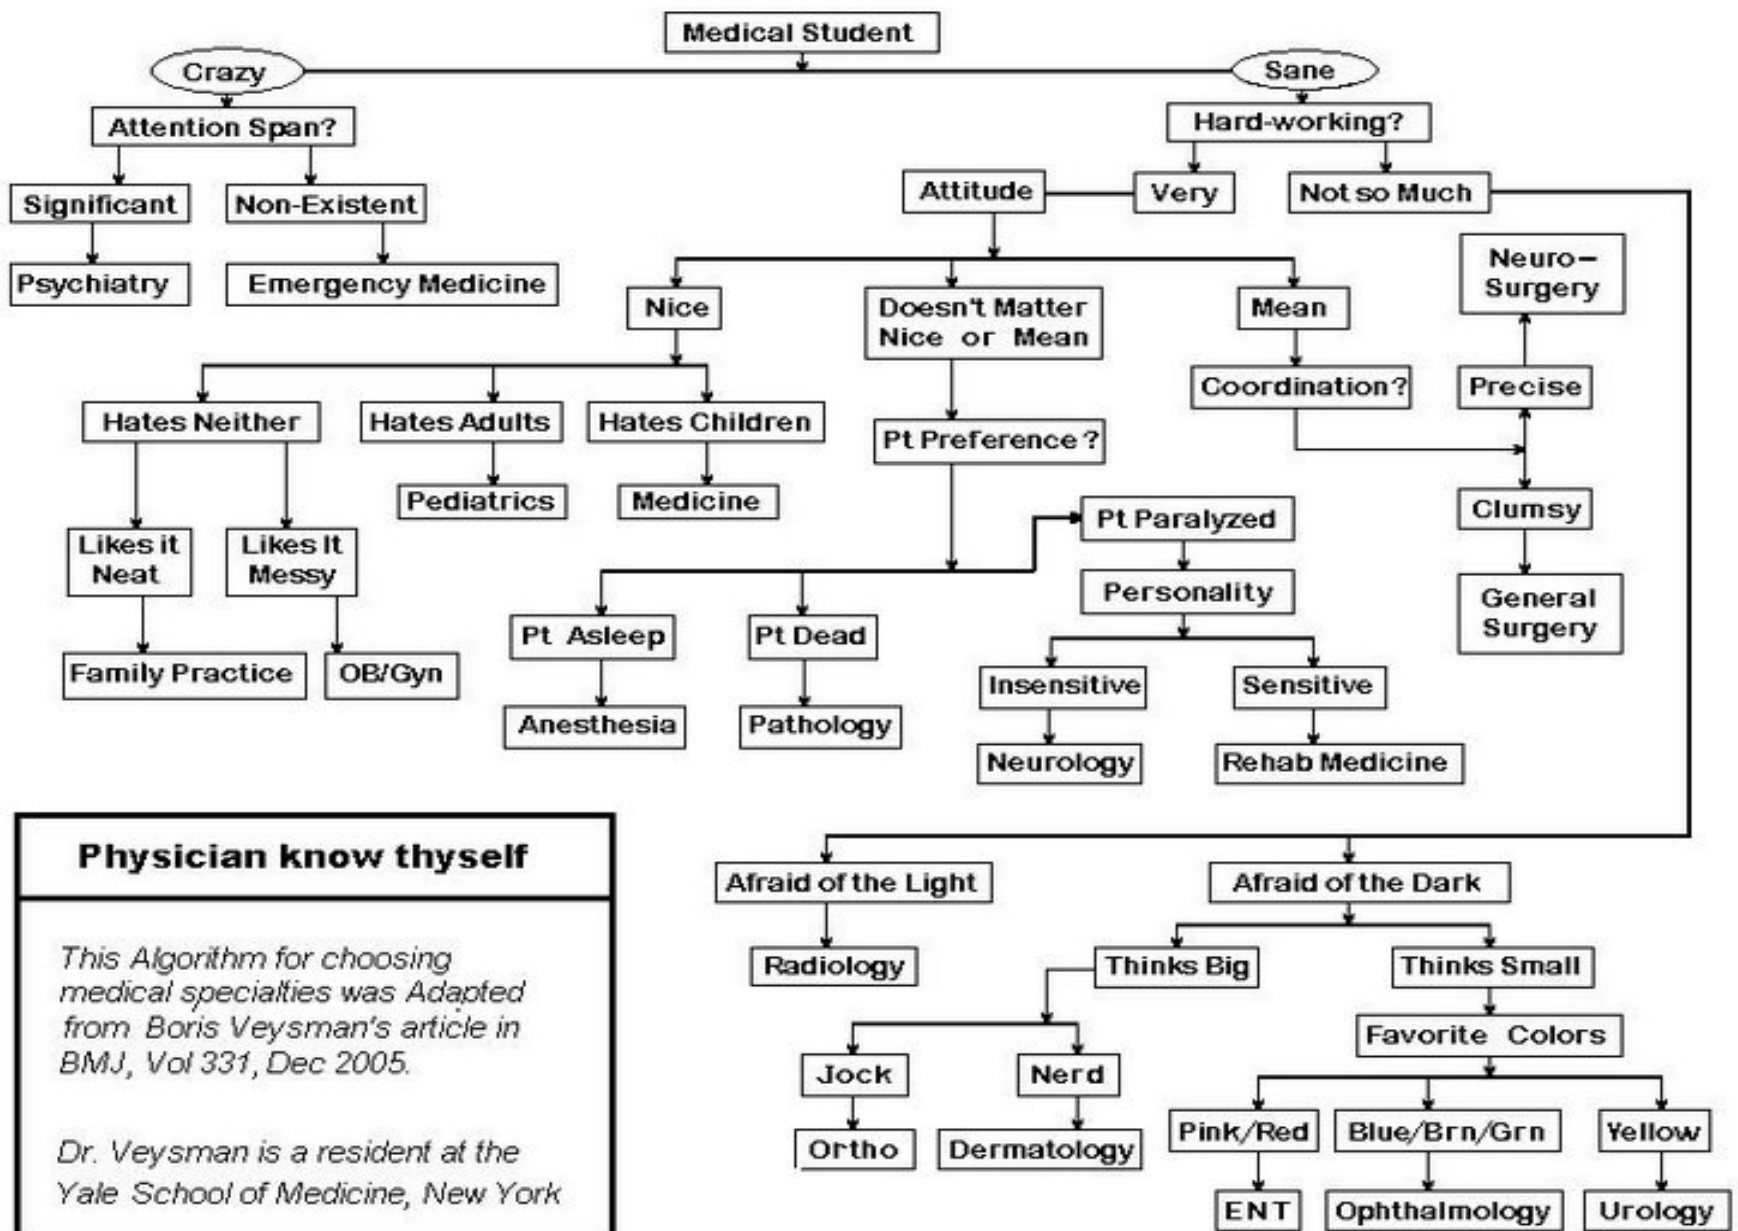 Medical Student
Crazy
Sane
Attention Span?
Hard-working?
Significant
Non-Existent
Attitude
Very
Not so Much
Psychiatry
Emergency Medicine
Nice
Doesn't Matter
Nice or Mean
Mean
Neuro-
Surgery
Hates Neither
Hates Adults
Hates Children
Pt Preference?
Coordination?
Precise
Pediatrics
Medicine
Clumsy
Likes it
Neat
Likes It
Messy
Pt Paralyzed
Personality
General
Surgery
Family Practice
OB/Gyn
Pt Asleep
Pt Dead
Insensitive
Sensitive
Anesthesia
Pathology
Neurology
Rehab Medicine
Physician know thyself
This Algorithm for choosing
medical specialties was Adapted
from Boris Veysman's article in
BMJ, Vol 331, Dec 2005.
Dr. Veysman is a resident at the
Yale School of Medicine, New York
Afraid of the Light
Afraid of the Dark
Radiology
Thinks Big
Thinks Small
Favorite Colors
Jock
Nerd
Pink/Red
Blue/Brn/Grn
Yellow
Ortho
Dermatology
ENT
Ophthalmology
Urology